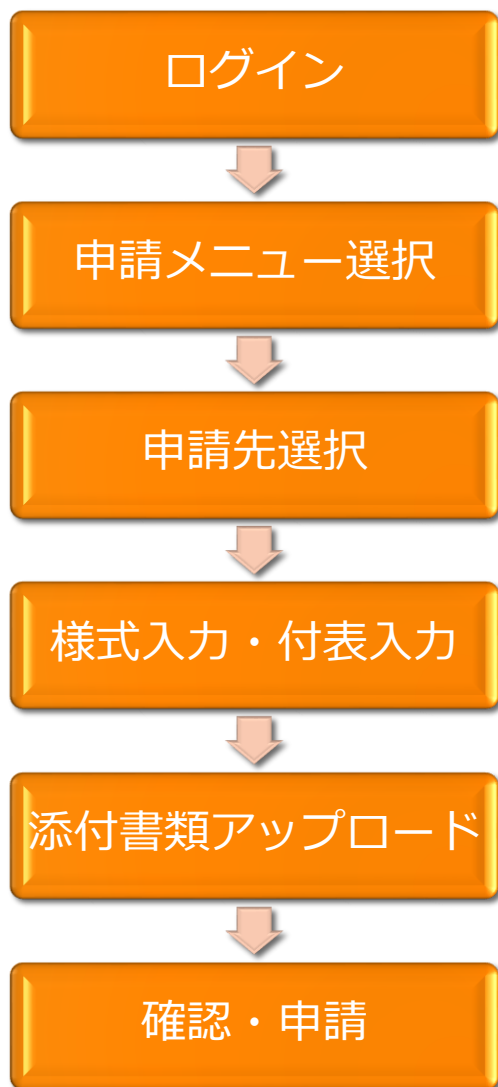 ログイン
申請メニュー選択
申請先選択
様式入力・付表入力
添付書類アップロード
確認・申請